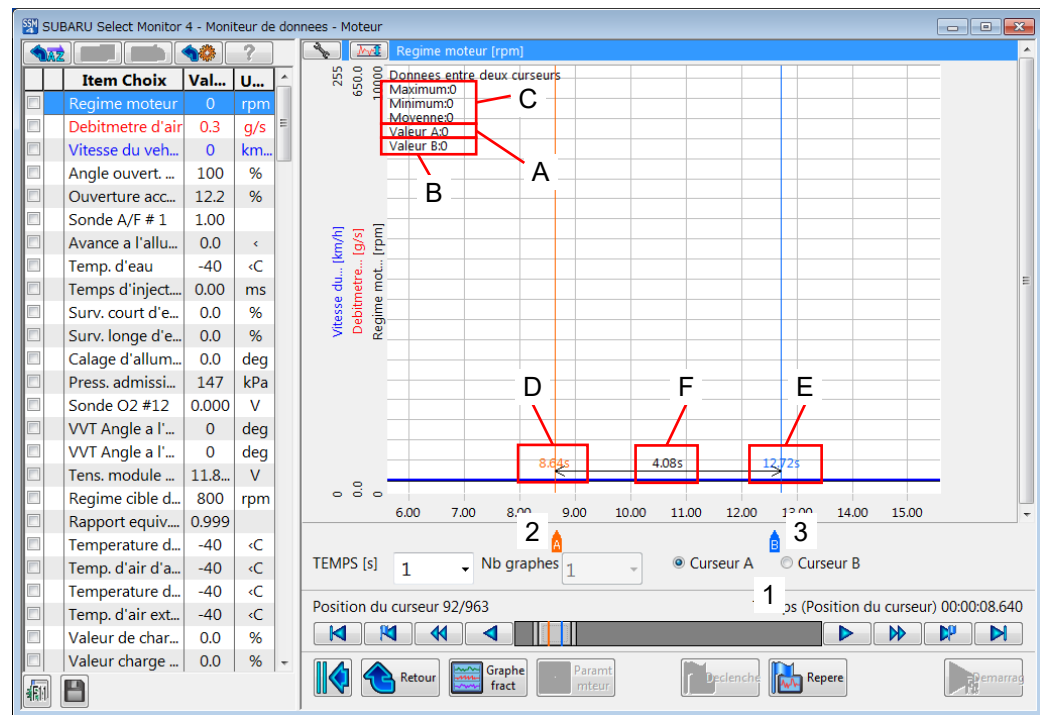 SUBARU Select Monitor 4 - Moniteur de donnees - Moteur
Item Choix Val... U...
Regime moteur 0 rpm
Debitmetre d'air 0.3 g/s
Vitesse du veh... 0 km...
Angle ouvert. ... 100 %
Ouverture acc... 12.2 %
Sonde A/F # 1 1.00
Avance a l'allu... 0.0 ‹
Temp. d'eau -40 ‹C
Temps d'inject.... 0.00 ms
Surv. court d'e... 0.0 %
Surv. longe d'e... 0.0 %
Calage d'allum... 0.0 deg
Press. admissi... 147 kPa
Sonde O2 #12 0.000 V
VVT Angle a l'... 0 deg
VVT Angle a l'... 0 deg
Tens. module ... 11.8... V
Regime cible d... 800 rpm
Rapport equiv.... 0.999
Temperature d... -40 ‹C
Temp. d'air d'a... -40 ‹C
Temperature d... -40 ‹C
Temp. d'air ext... -40 ‹C
Valeur de char... 0.0 %
Valeur charge ... 0.0 %
Regime moteur [rpm]
255 650.0 10000
Donnees entre deux curseurs
Maximum:0
Minimum:0
Moyenne:0
Valeur A:0
Valeur B:0
C
A
B
Vitesse du... [km/h]
Debitmetre... [g/s]
Regime mot... [rpm]
D F E
8.64s 4.08s 12.72s
0 0.0 0
6.00 7.00 8.00 9.00 10.00 11.00 12.00 13.00 14.00 15.00
2 A B 3
TEMPS [s] 1 Nb graphes 1 Curseur A Curseur B
1
Position du curseur 92/963 (Position du curseur) 00:00:08.640
Retour Graphe fract Paramt mteur Declenche Repere Demarrag